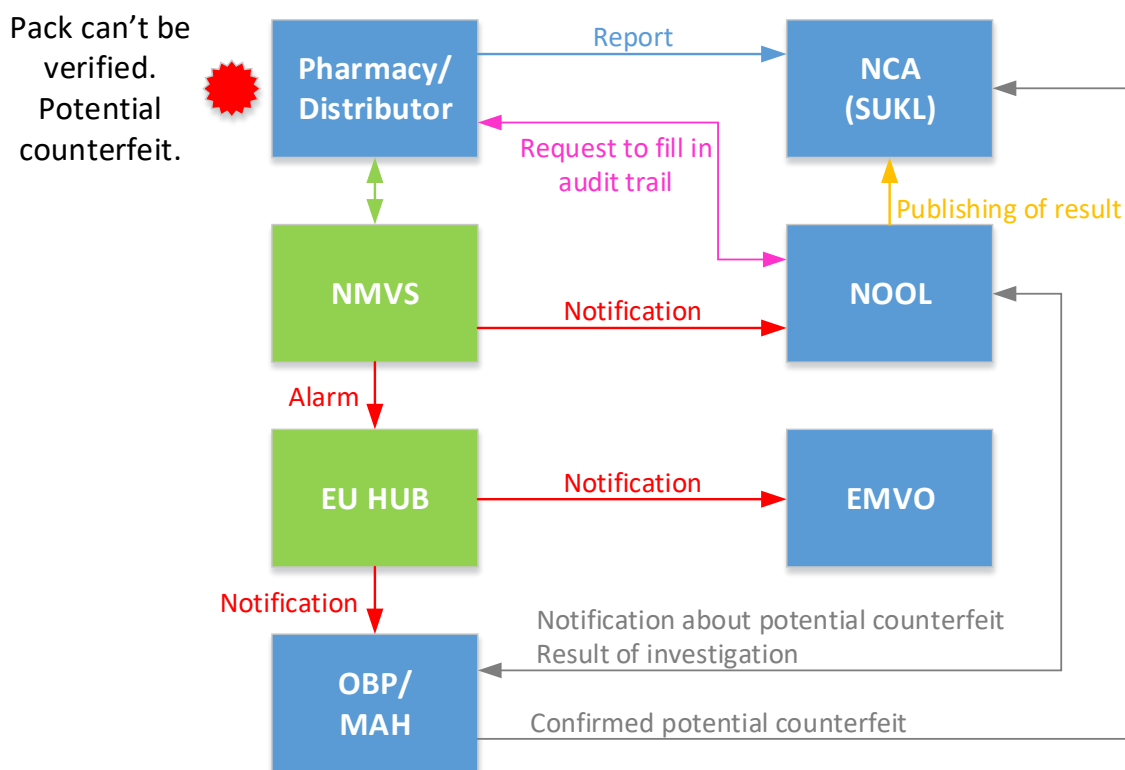 Pack can’t be
verified.
Potential
counterfeit.
Pharmacy/
Distributor
Report
NCA
(SUKL)
Request to fill in
audit trail
Publishing of result
NMVS
Notification
NOOL
Alarm
EU HUB
Notification
EMVO
Notification
Notification about potential counterfeit
Result of investigation
OBP/
MAH
Confirmed potential counterfeit